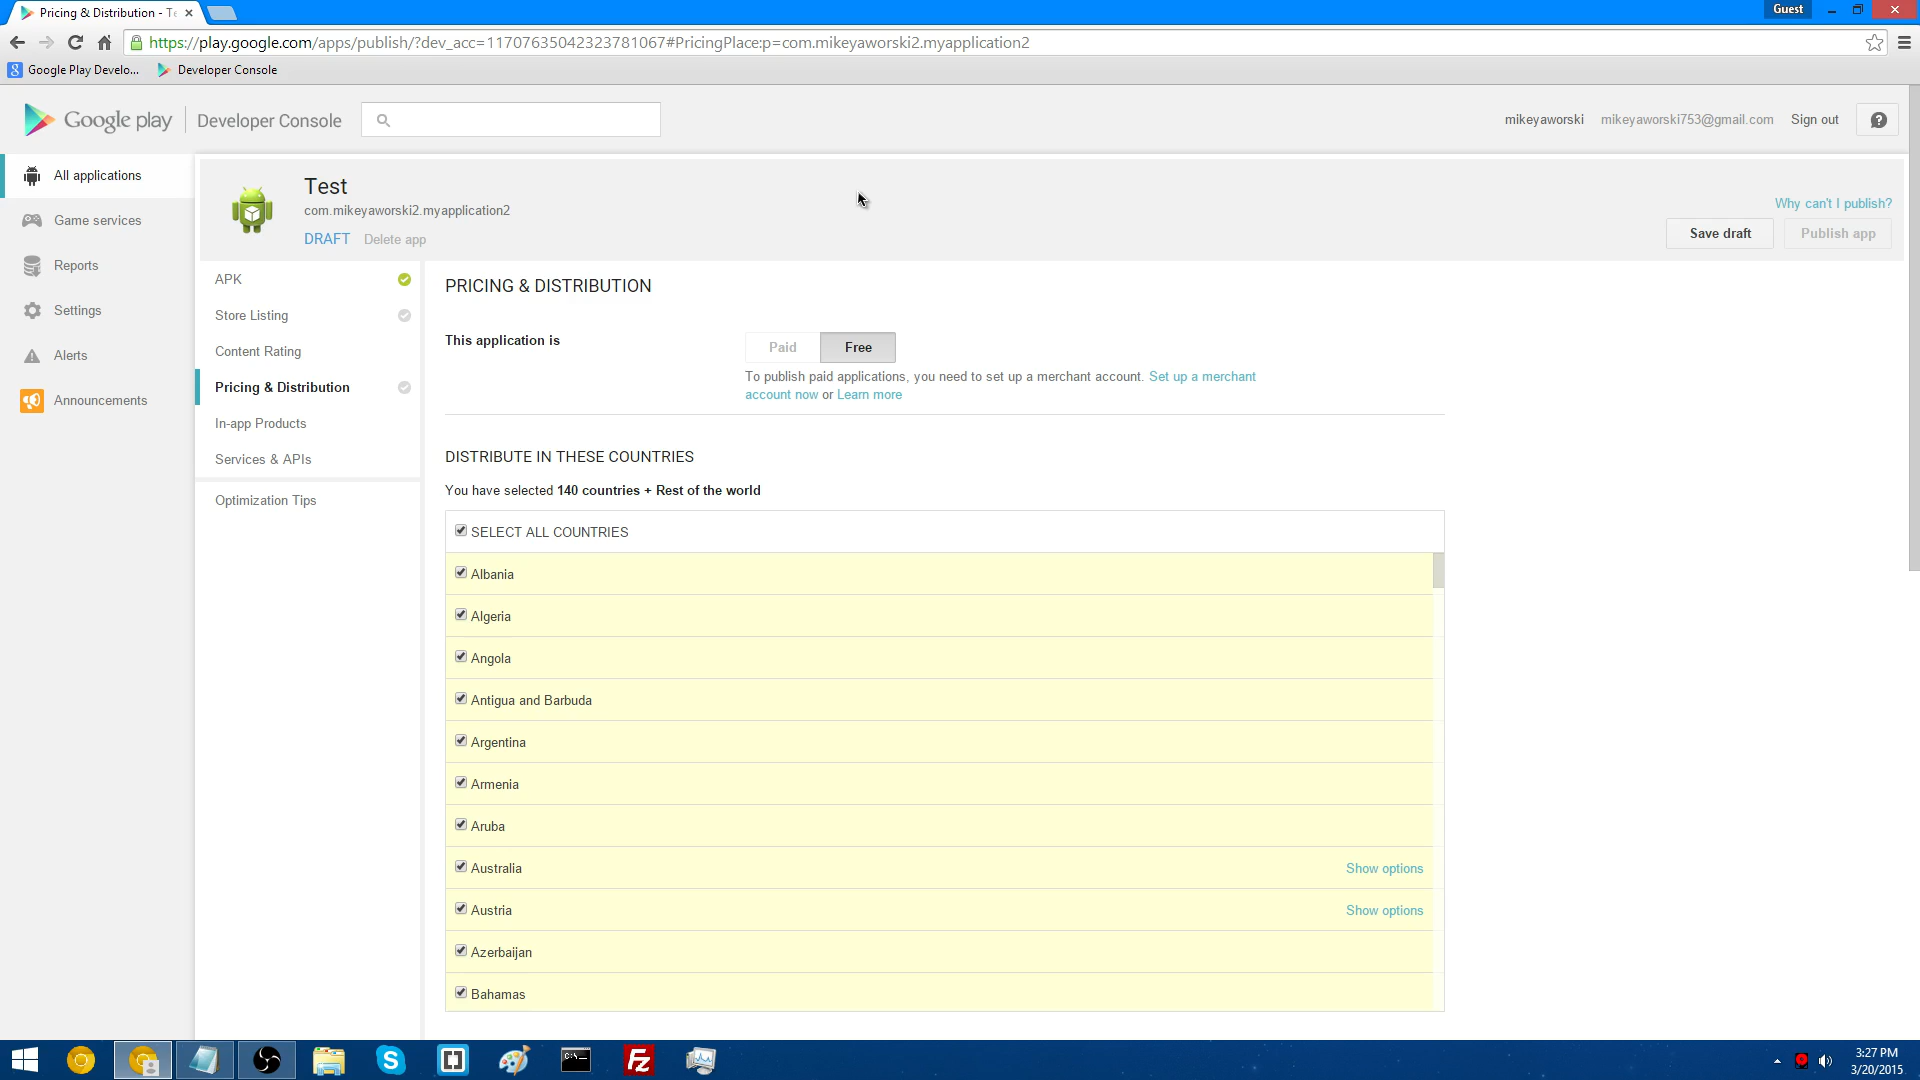 Pricing & Distribution - Te
Guest
https://play.google.com/apps/publish/?dev_acc=11707635042323781067#PricingPlace:p=com.mikeyaworski2.myapplication2
Google Play Develo...
Developer Console
Google play
Developer Console
mikeyaworski
mikeyaworski753@gmail.com
Sign out
All applications
Game services
Reports
Settings
Alerts
Announcements
Test
com.mikeyaworski2.myapplication2
DRAFT
Delete app
Why can't I publish?
Save draft
Publish app
APK
Store Listing
Content Rating
Pricing & Distribution
In-app Products
Services & APIs
Optimization Tips
PRICING & DISTRIBUTION
This application is
Paid
Free
To publish paid applications, you need to set up a merchant account. Set up a merchant
account now or Learn more
DISTRIBUTE IN THESE COUNTRIES
You have selected 140 countries + Rest of the world
SELECT ALL COUNTRIES
Albania
Algeria
Angola
Antigua and Barbuda
Argentina
Armenia
Aruba
Australia
Show options
Austria
Show options
Azerbaijan
Bahamas
3:27 PM
3/20/2015